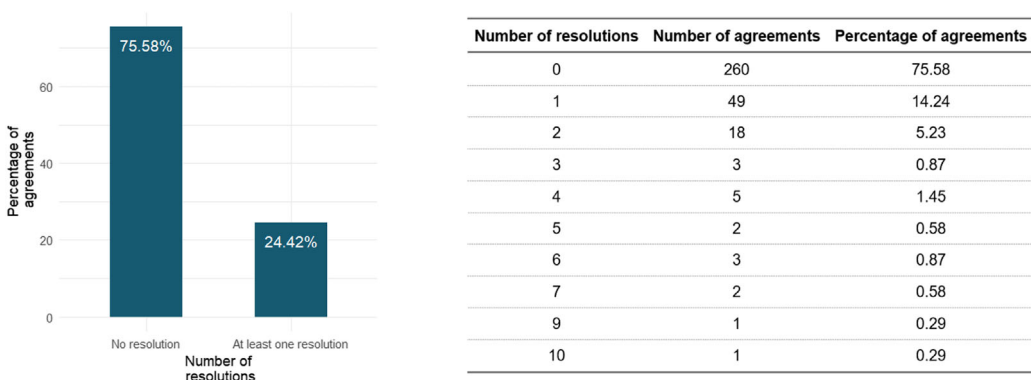 75.58%
60
40
20
0
24.42%
Percentage of
agreements
No resolution At least one resolution
Number of
resolutions
Number of resolutions Number of agreements Percentage of agreements
0 260 75.58
1 49 14.24
2 18 5.23
3 3 0.87
4 5 1.45
5 2 0.58
6 3 0.87
7 2 0.58
9 1 0.29
10 1 0.29